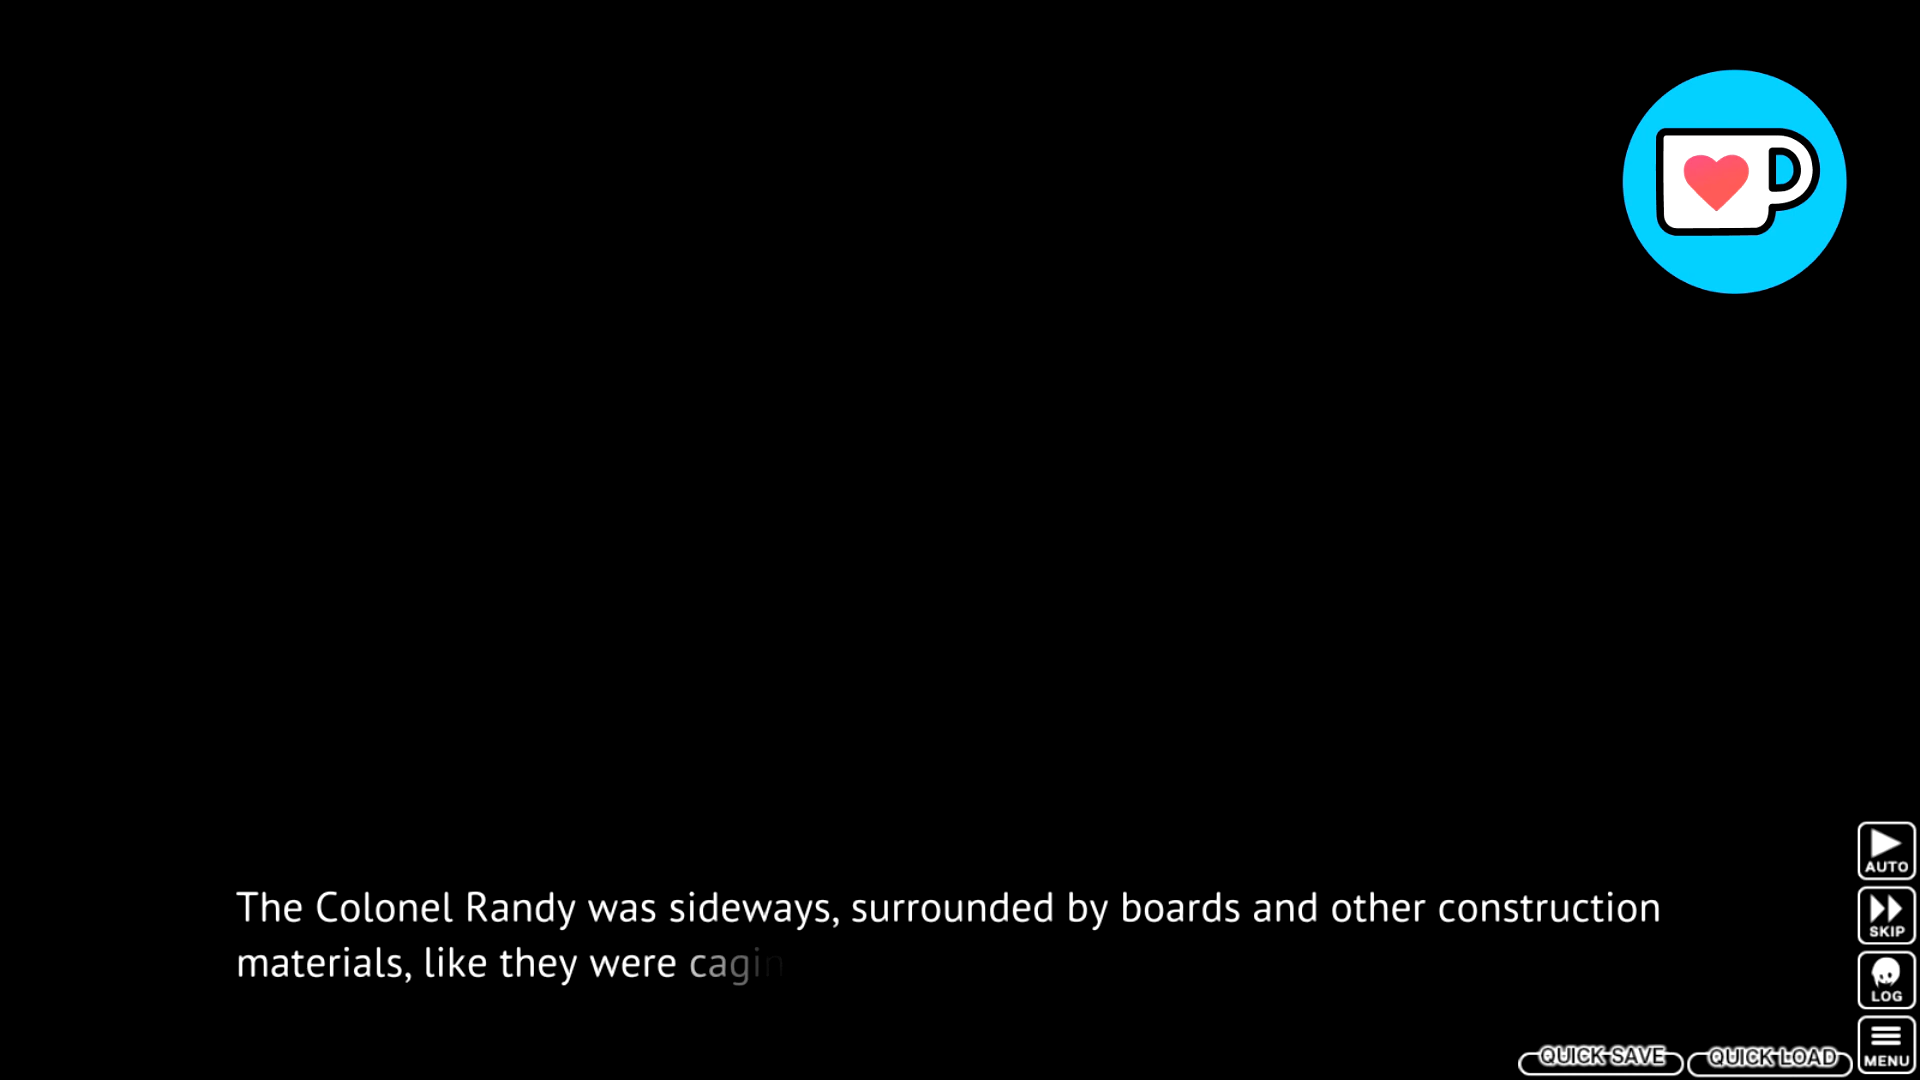 The Colonel Randy was sideways, surrounded by boards and other construction
materials, like they were cagin
AUTO
SKIP
LOG
MENU
QUICK SAVE
QUICK LOAD